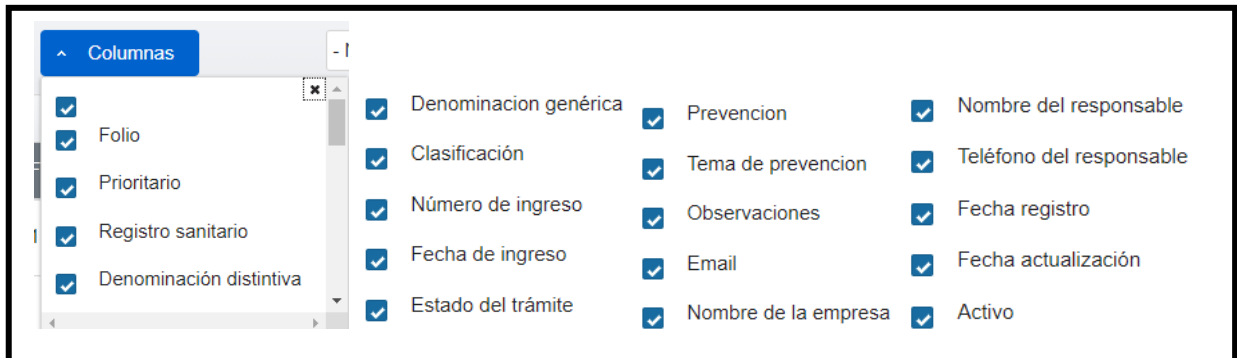 Columnas
Folio
Prioritario
Registro sanitario
Denominación distintiva
Denominacion genérica
Clasificación
Número de ingreso
Fecha de ingreso
Estado del trámite
Prevencion
Tema de prevencion
Observaciones
Email
Nombre de la empresa
Nombre del responsable
Teléfono del responsable
Fecha registro
Fecha actualización
Activo